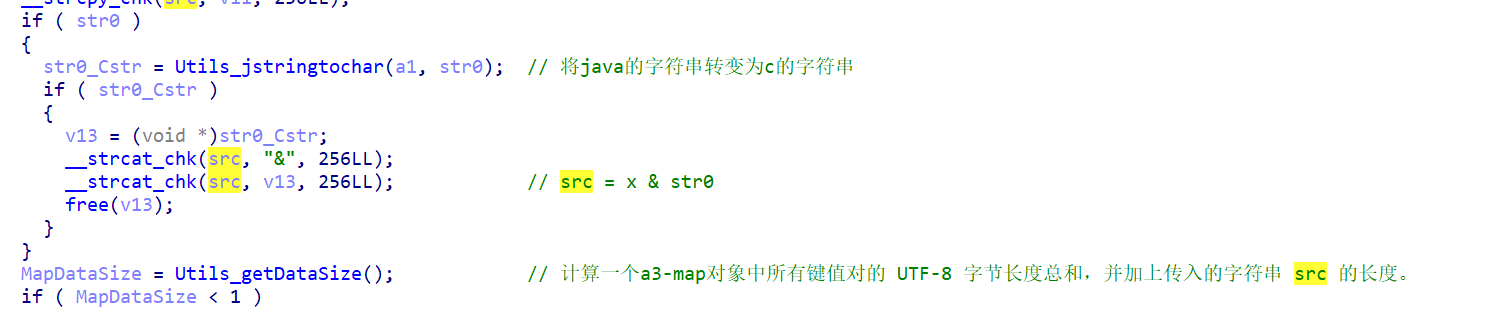 __strcpy_chk(src, v11, 256LL);
if ( str0 )
{
str0_Cstr = Utils_jstringtochar(a1, str0); // 将java的字符串转变为c的字符串
if ( str0_Cstr )
{
v13 = (void *)str0_Cstr;
__strcat_chk(src, "&", 256LL);
__strcat_chk(src, v13, 256LL); // src = x & str0
free(v13);
}
}
MapDataSize = Utils_getDataSize(); // 计算一个a3-map对象中所有键值对的 UTF-8 字节长度总和，并加上传入的字符串 src 的长度。
if ( MapDataSize < 1 )